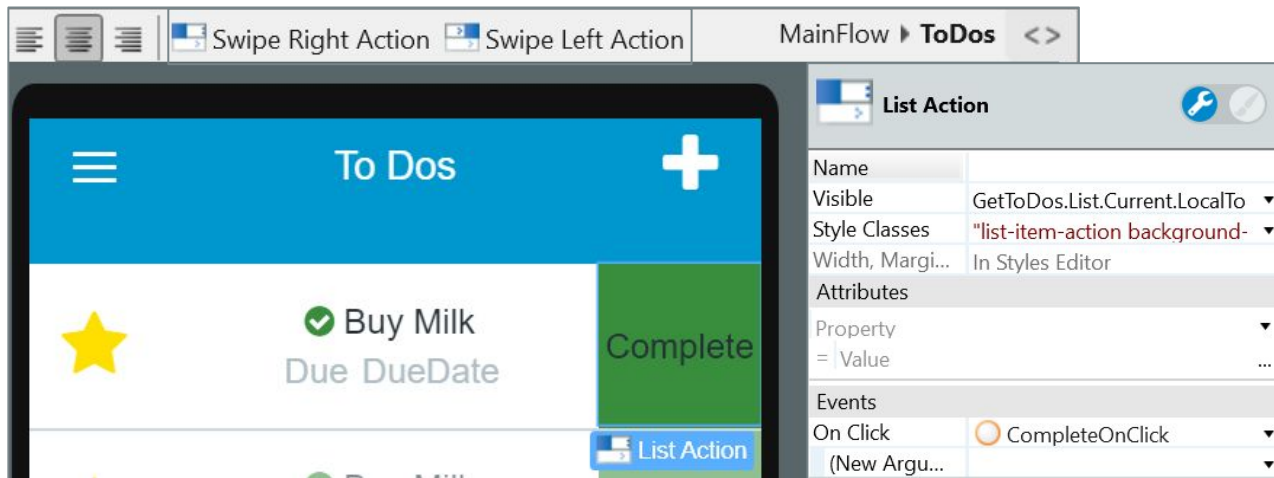 Swipe Right Action Swipe Left Action
MainFlow ToDos < >
List Action
To Dos
Name
Visible GetToDos.List.Current.LocalTo
Style Classes "list-item-action background-
Width, Margi... In Styles Editor
Attributes
Property
= Value ...
Events
On Click CompleteOnClick
(New Argu...
Buy Milk
Due DueDate
Complete
List Action